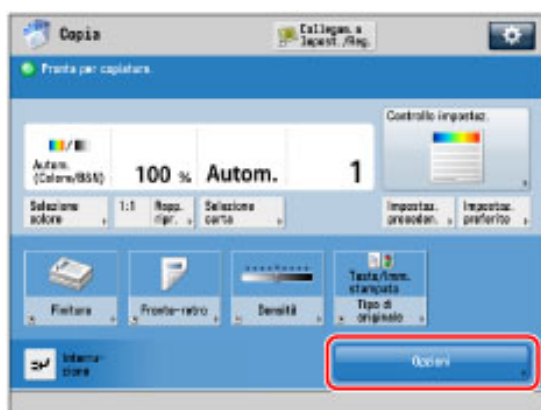 Copia
Collegam. a
Impost./Reg.
Pronta per copiatura.
Controllo impostaz.
Autom.
(Colore/B&N)
100 %
Autom.
1
Selezione
colore
1:1
Rapp.
ripr.
Selezione
carta
Impostaz.
preceden.
Impostaz.
preferite
Finitura
Fronte-retro
Densità
Testo/Imm.
stampata
Tipo di
originale
Interru-
zione
Opzioni